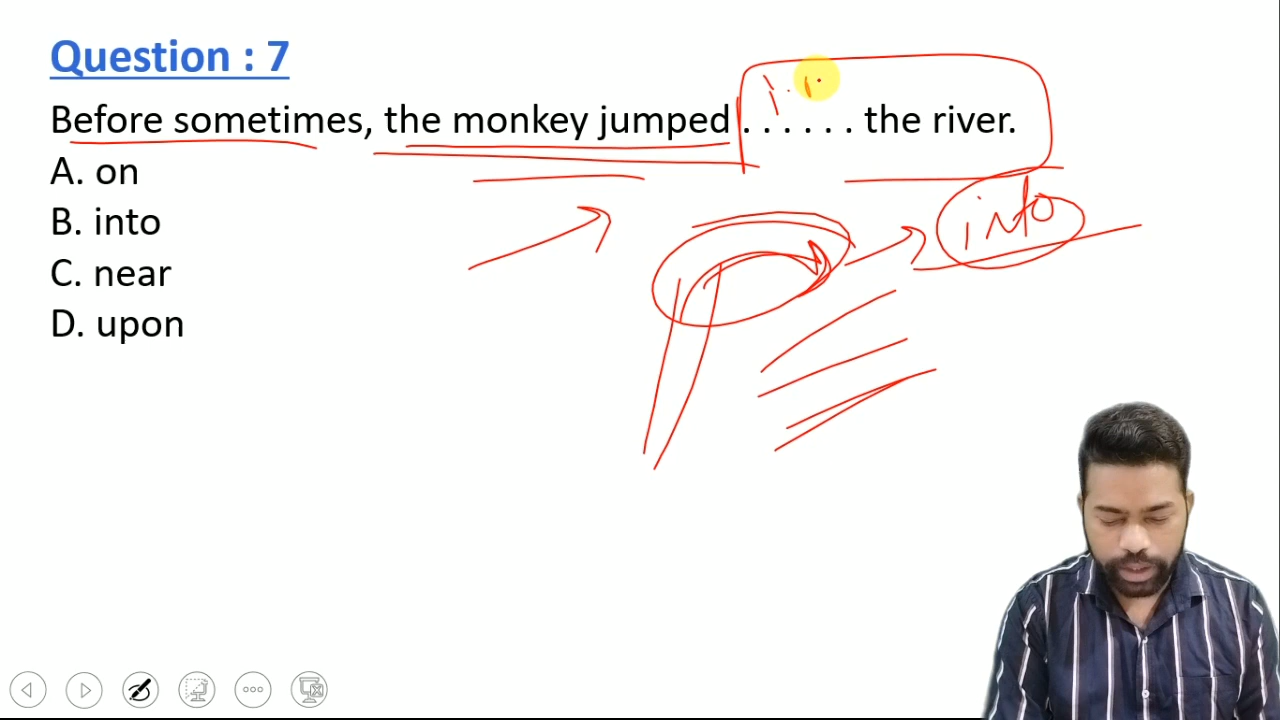 Question : 7
Before sometimes, the monkey jumped . . . . . . the river.
A. on
B. into
C. near
D. upon
into